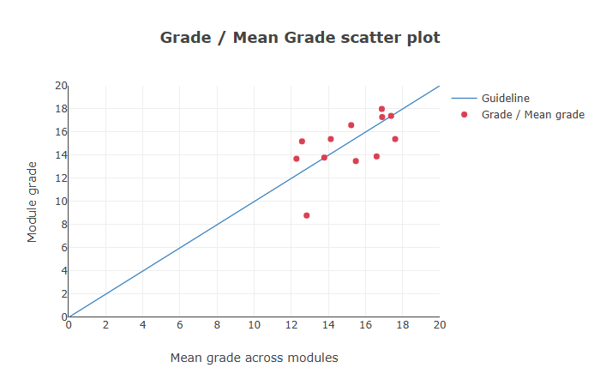 Grade / Mean Grade scatter plot
Guideline
Grade / Mean grade
Module grade
20
18
16
14
12
10
8
6
4
2
0
0 2 4 6 8 10 12 14 16 18 20
Mean grade across modules